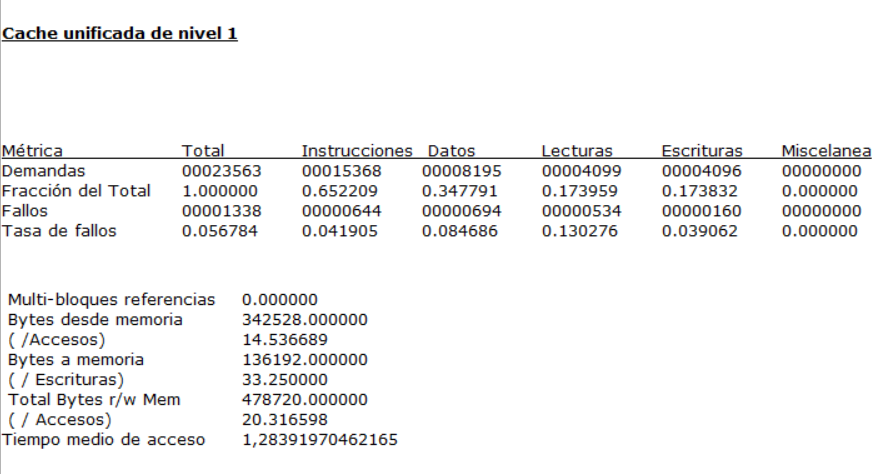 Cache unificada de nivel 1
Métrica Total Instrucciones Datos Lecturas Escrituras Miscelanea
Demandas 00023563 00015368 00008195 00004099 00004096 00000000
Fracción del Total 1.000000 0.652209 0.347791 0.173959 0.173832 0.000000
Fallos 00001338 00000644 00000694 00000534 00000160 00000000
Tasa de fallos 0.056784 0.041905 0.084686 0.130276 0.039062 0.000000
Multi-bloques referencias 0.000000
Bytes desde memoria 342528.000000
( /Accesos) 14.536689
Bytes a memoria 136192.000000
( / Escrituras) 33.250000
Total Bytes r/w Mem 478720.000000
( / Accesos) 20.316598
Tiempo medio de acceso 1,28391970462165